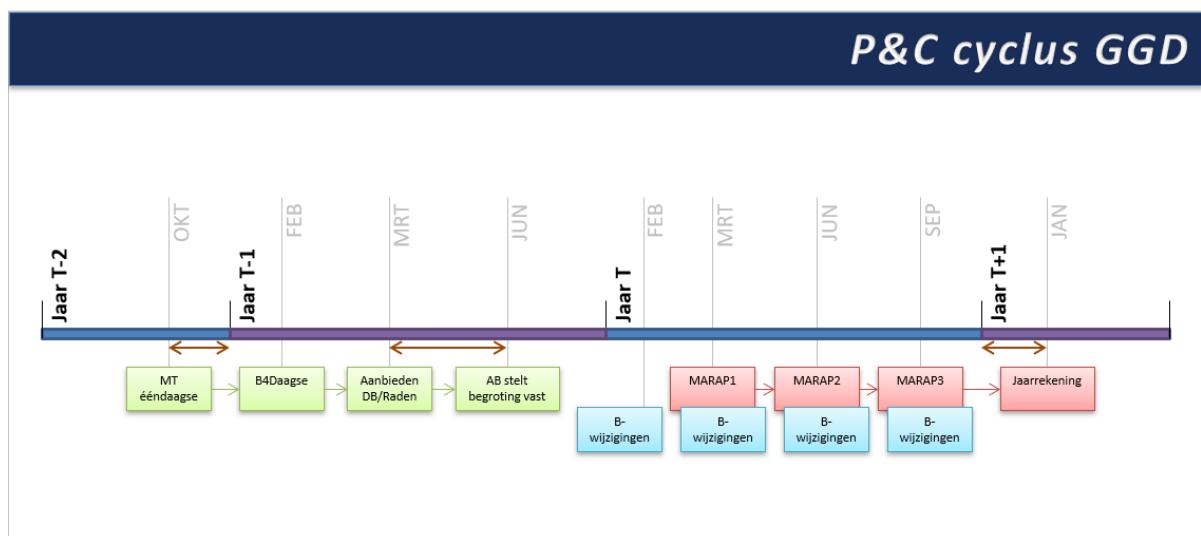 P&C cyclus GGD
Jaar T-2
OKT
Jaar T-1
FEB
MRT
JUN
Jaar T
FEB
MRT
JUN
SEP
Jaar T+1
JAN
MT
ééndaagse
B4Daagse
Aanbieden
DB/Raden
AB stelt
begroting vast
MARAP1
MARAP2
MARAP3
Jaarrekening
B-
wijzigingen
B-
wijzigingen
B-
wijzigingen
B-
wijzigingen